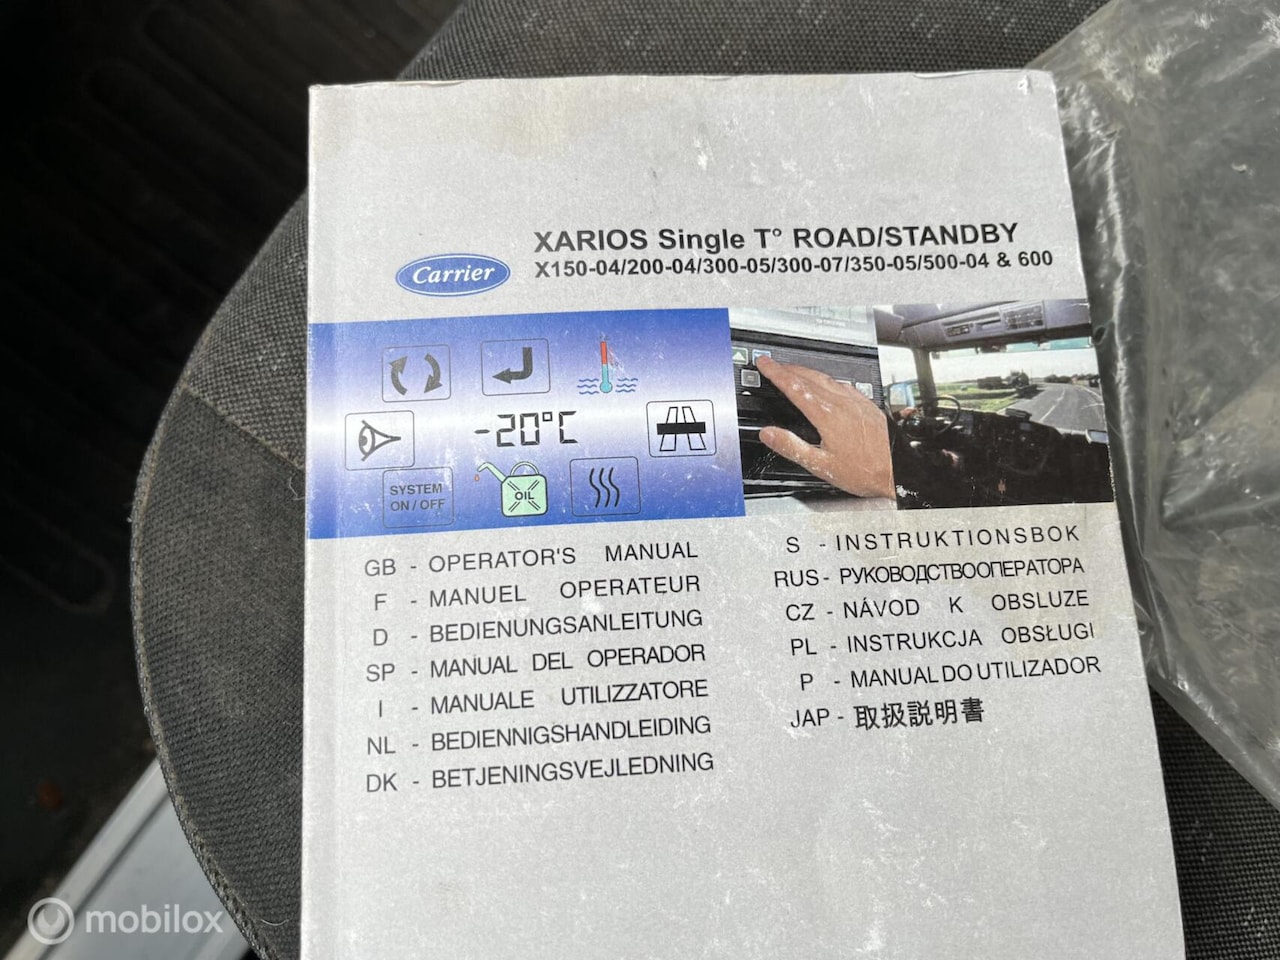 XARIOS Single T° ROAD/STANDBY
X150-04/200-04/300-05/300-07/350-05/500-04 & 600
Carrier
-20°C
SYSTEM
ON / OFF
OIL
GB - OPERATOR'S MANUAL
F - MANUEL OPERATEUR
D - BEDIENUNGSANLEITUNG
SP - MANUAL DEL OPERADOR
I - MANUALE UTILIZZATORE
NL - BEDIENNIGSHANDLEIDING
DK - BETJENINGSVEJLEDNING
S - INSTRUKTIONSBOK
RUS - РУКОВОДСТВООПЕРАТОРА
CZ - NÁVOD K OBSLUZE
PL - INSTRUKCJA OBSŁUGI
P - MANUAL DO UTILIZADOR
JAP - 取扱説明書
mobilox